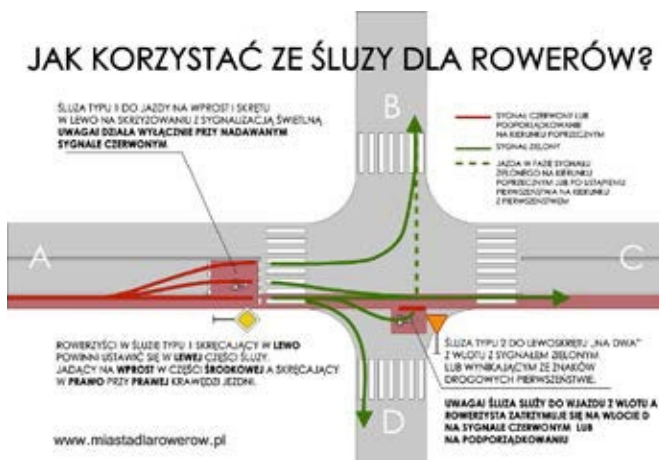 JAK KORZYSTAĆ ZE ŚLUZY DLA ROWERÓW?
ŚLUZA TYPU 1 DO JAZDY NA WPROST I SKRĘTU
W LEWO NA SKRZYŻOWANIU Z SYGNALIZACJĄ ŚWIETLNĄ
UWAGA! DZIAŁA WYŁĄCZNIE PRZY NADAWANYM
SYGNALE CZERWONYM.
B
SYGNAŁ CZERWONY LUB
PODPORZĄDKOWANIE
NA KIERUNKU POPRZECZNYM
SYGNAŁ ZIELONY
JAZDA W FAZIE SYGNAŁU
ZIELONEGO NA KIERUNKU
POPRZECZNYM LUB PO USTĄPIENIU
PIERWSZEŃSTWA NA KIERUNKU
Z PIERWSZEŃSTWEM
A
C
ROWERZYŚCI W ŚLUZIE TYPU 1 SKRĘCAJĄCY W LEWO
POWINNI USTAWIĆ SIĘ W LEWEJ CZĘŚCI ŚLUZY.
JADĄCY NA WPROST W CZĘŚCI ŚRODKOWEJ A SKRĘCAJĄCY
W PRAWO PRZY PRAWEJ KRAWĘDZI JEZDNI.
ŚLUZA TYPU 2 DO LEWOSKRĘTU „NA DWA”
Z WLOTU Z SYGNAŁEM ZIELONYM
LUB WYNIKAJĄCYM ZE ZNAKÓW
DROGOWYCH PIERWSZEŃSTWIE.
UWAGA! ŚLUZA SŁUŻY DO WJAZDU Z WLOTU A
ROWERZYSTA ZATRZYMUJE SIĘ NA WLOCIE D
NA SYGNALE CZERWONYM LUB
NA PODPORZĄDKOWANIU
D
www.miastadlarowerow.pl